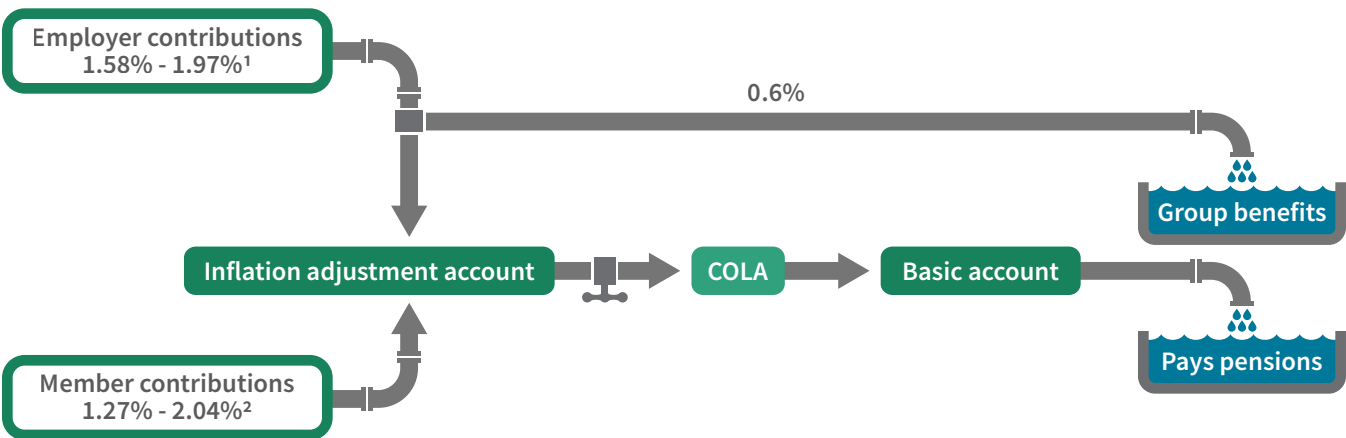 Employer contributions
1.58% - 1.97%¹
0.6%
Group benefits
Inflation adjustment account
COLA
Basic account
Pays pensions
Member contributions
1.27% - 2.04%²